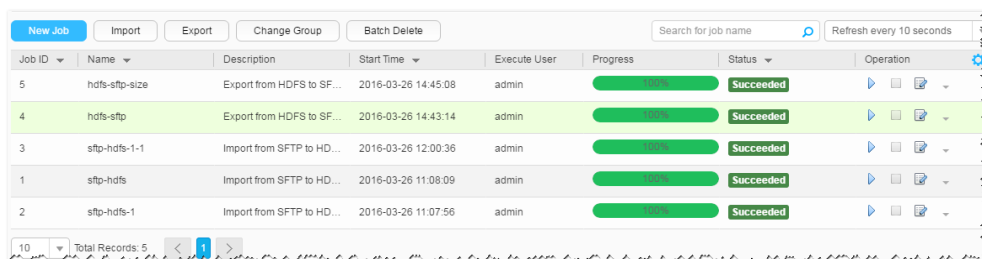 New Job Import Export Change Group Batch Delete Search for job name Refresh every 10 seconds
Job ID Name Description Start Time Execute User Progress Status Operation
5 hdfs-sftp-size Export from HDFS to SF... 2016-03-26 14:45:08 admin 100% Succeeded
4 hdfs-sftp Export from HDFS to SF... 2016-03-26 14:43:14 admin 100% Succeeded
3 sftp-hdfs-1-1 Import from SFTP to HD... 2016-03-26 12:00:36 admin 100% Succeeded
1 sftp-hdfs Import from SFTP to HD... 2016-03-26 11:08:09 admin 100% Succeeded
2 sftp-hdfs-1 Import from SFTP to HD... 2016-03-26 11:07:56 admin 100% Succeeded
10 Total Records: 5 < 1 >